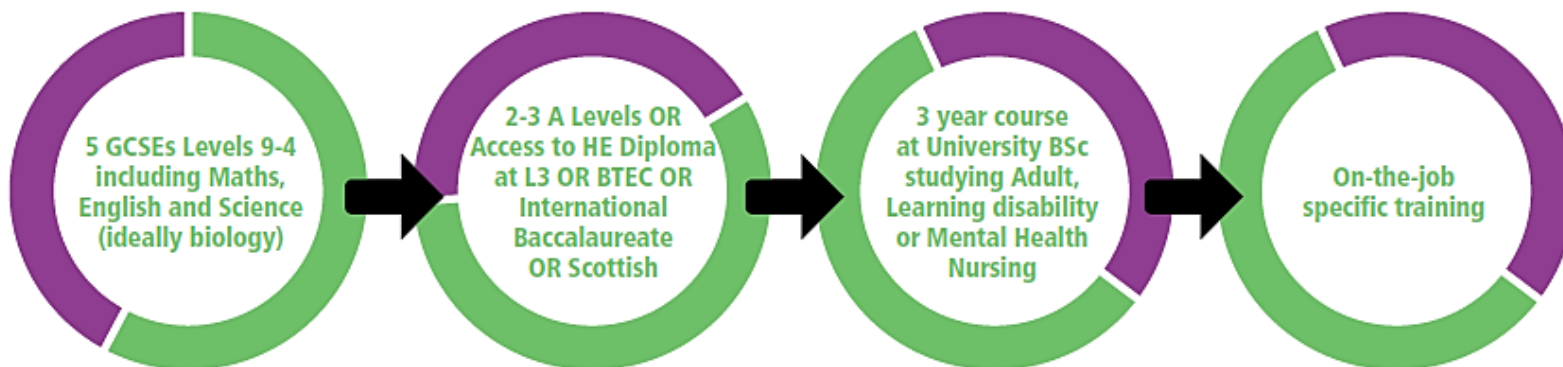 5 GCSEs Levels 9-4
including Maths,
English and Science
(ideally biology)
2-3 A Levels OR
Access to HE Diploma
at L3 OR BTEC OR
International
Baccalaureate
OR Scottish
3 year course
at University BSc
studying Adult,
Learning disability
or Mental Health
Nursing
On-the-job
specific training